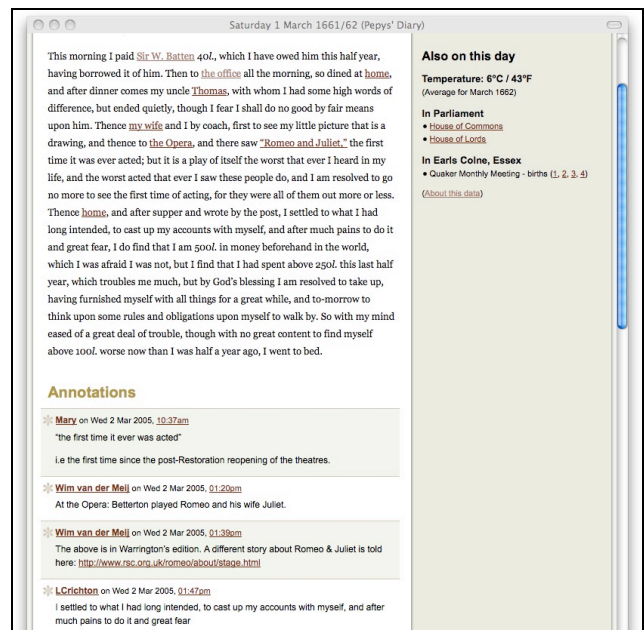 Saturday 1 March 1661/62 (Pepys' Diary)
This morning I paid Sir W. Batten 40l., which I have owed him this half year,
having borrowed it of him. Then to the office all the morning, so dined at home,
and after dinner comes my uncle Thomas, with whom I had some high words of
difference, but ended quietly, though I fear I shall do no good by fair means
upon him. Thence my wife and I by coach, first to see my little picture that is a
drawing, and thence to the Opera, and there saw “Romeo and Juliet,” the first
time it was ever acted; but it is a play of itself the worst that ever I heard in my
life, and the worst acted that ever I saw these people do, and I am resolved to go
no more to see the first time of acting, for they were all of them out more or less.
Thence home, and after supper and wrote by the post, I settled to what I had
long intended, to cast up my accounts with myself, and after much pains to do it
and great fear, I do find that I am 500l. in money beforehand in the world,
which I was afraid I was not, but I find that I had spent above 250l. this last half
year, which troubles me much, but by God’s blessing I am resolved to take up,
having furnished myself with all things for a great while, and to-morrow to
think upon some rules and obligations upon myself to walk by. So with my mind
eased of a great deal of trouble, though with no great content to find myself
above 100l. worse now than I was half a year ago, I went to bed.
Annotations
Mary on Wed 2 Mar 2005, 10:37am
“the first time it ever was acted”
i.e the first time since the post-Restoration reopening of the theatres.
Wim van der Meij on Wed 2 Mar 2005, 01:20pm
At the Opera: Betterton played Romeo and his wife Juliet.
Wim van der Meij on Wed 2 Mar 2005, 01:39pm
The above is in Warrington's edition. A different story about Romeo & Juliet is told
here: http://www.rsc.org.uk/romeo/about/stage.html
LCrichton on Wed 2 Mar 2005, 01:47pm
I settled to what I had long intended, to cast up my accounts with myself, and after
much pains to do it and great fear
Also on this day
Temperature: 6°C / 43°F
(Average for March 1662)
In Parliament
• House of Commons
• House of Lords
In Earls Colne, Essex
• Quaker Monthly Meeting - births (1, 2, 3, 4)
(About this data)